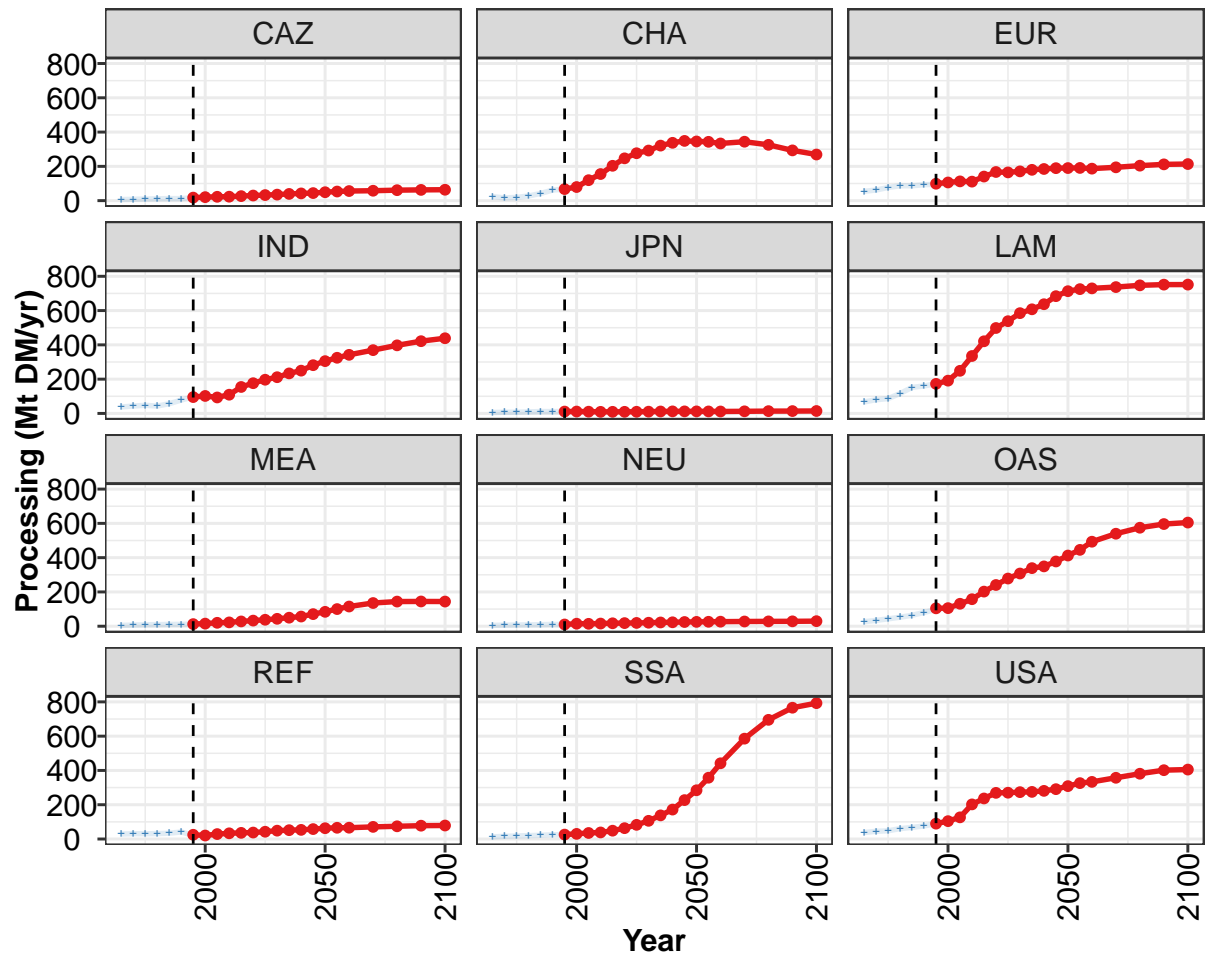 CAZ CHA EUR
800
600
400
200
0
IND JPN LAM
800
600
400
200
0
MEA NEU OAS
800
600
400
200
0
REF SSA USA
800
600
400
200
0
2000 2050 2100 2000 2050 2100 2000 2050 2100
Year
Processing (Mt DM/yr)